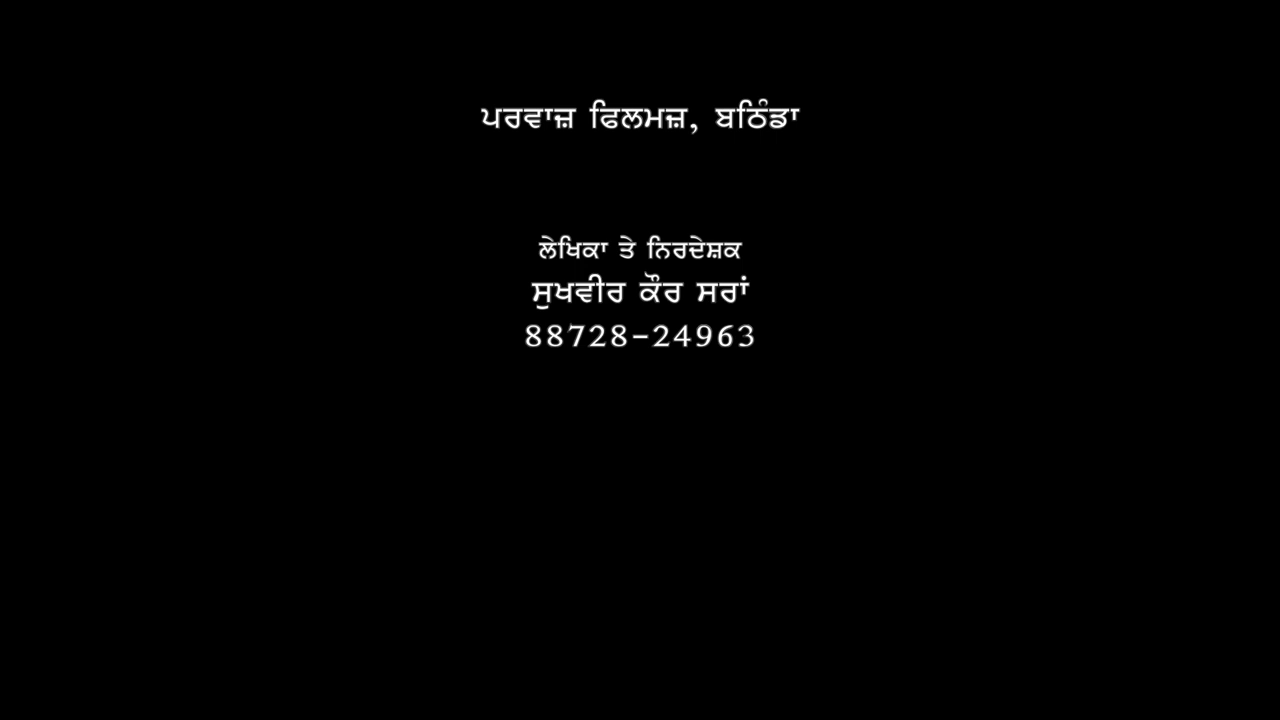 ਪਰਵਾਜ਼ ਫਿਲਮਜ਼, ਬਠਿੰਡਾ
ਲੇਖਿਕਾ ਤੇ ਨਿਰਦੇਸ਼ਕ
ਸੁਖਵੀਰ ਕੌਰ ਸਰਾਂ
88728-24963